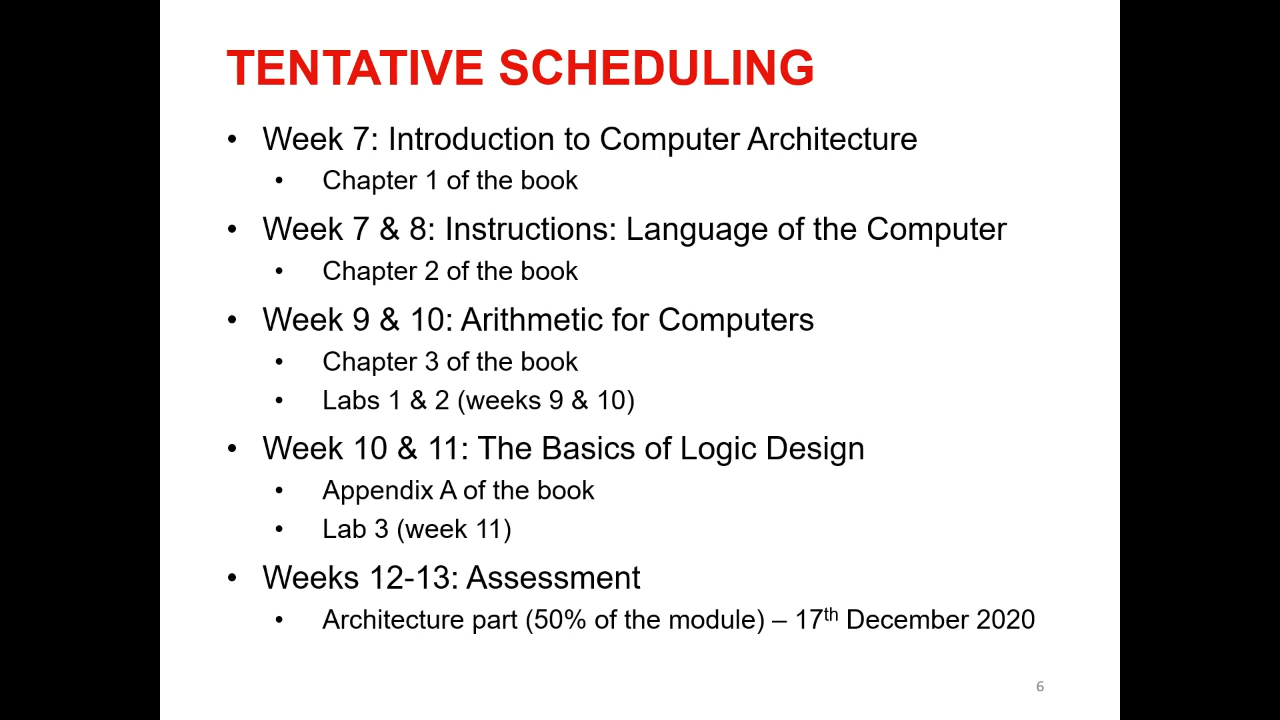 TENTATIVE SCHEDULING
• Week 7: Introduction to Computer Architecture
• Chapter 1 of the book
• Week 7 & 8: Instructions: Language of the Computer
• Chapter 2 of the book
• Week 9 & 10: Arithmetic for Computers
• Chapter 3 of the book
• Labs 1 & 2 (weeks 9 & 10)
• Week 10 & 11: The Basics of Logic Design
• Appendix A of the book
• Lab 3 (week 11)
• Weeks 12-13: Assessment
• Architecture part (50% of the module) – 17th December 2020
6